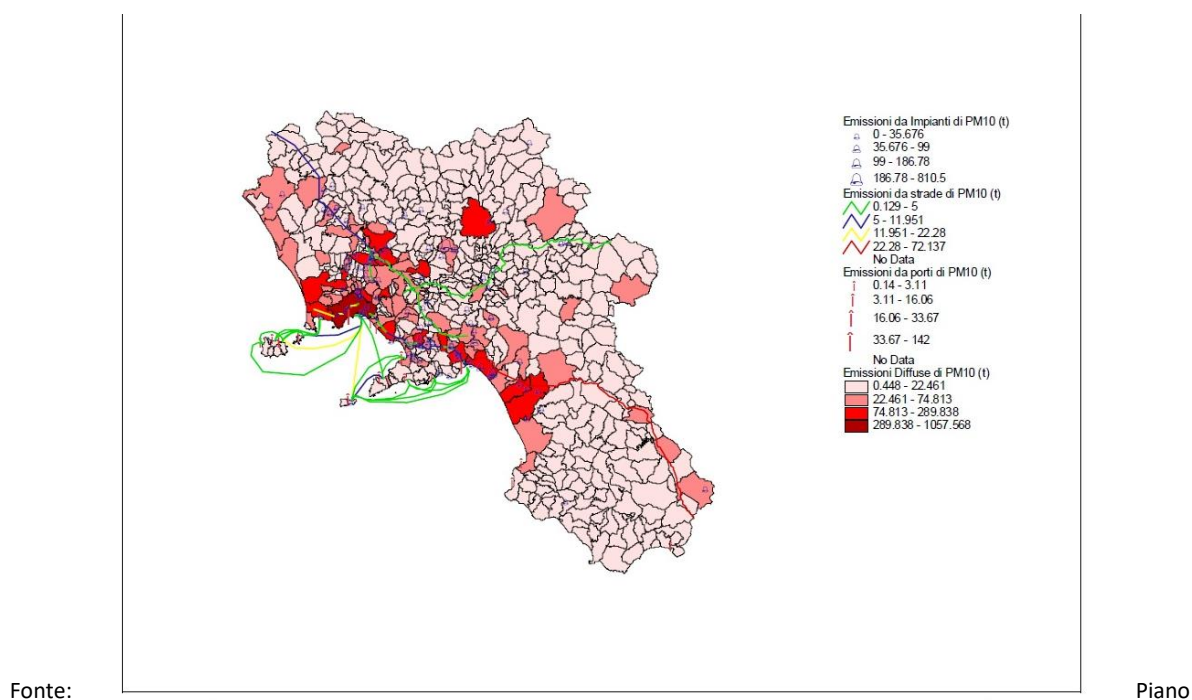 Emissioni da Impianti di PM10 (t)
0 - 35.676
35.676 - 99
99 - 186.78
186.78 - 810.5
Emissioni da strade di PM10 (t)
0.129 - 5
5 - 11.951
11.951 - 22.28
22.28 - 72.137
No Data
Emissioni da porti di PM10 (t)
0.14 - 3.11
3.11 - 16.06
16.06 - 33.67
33.67 - 142
No Data
Emissioni Diffuse di PM10 (t)
0.448 - 22.461
22.461 - 74.813
74.813 - 289.838
289.838 - 1057.568
Fonte: Piano